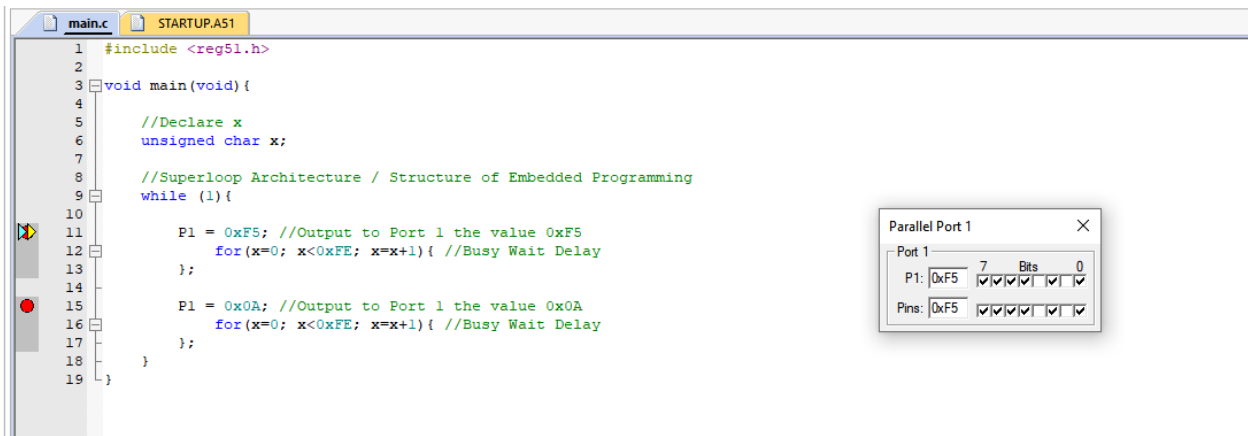 main.c STARTUP.A51
1 #include <reg51.h>
2
3 void main(void){
4
5 //Declare x
6 unsigned char x;
7
8 //Superloop Architecture / Structure of Embedded Programming
9 while (1){
10
11 P1 = 0xF5; //Output to Port 1 the value 0xF5
12 for(x=0; x<0xFE; x=x+1){ //Busy Wait Delay
13 };
14
15 P1 = 0x0A; //Output to Port 1 the value 0x0A
16 for(x=0; x<0xFE; x=x+1){ //Busy Wait Delay
17 };
18 }
19 }
Parallel Port 1
Port 1
7 Bits 0
P1: 0xF5
Pins: 0xF5